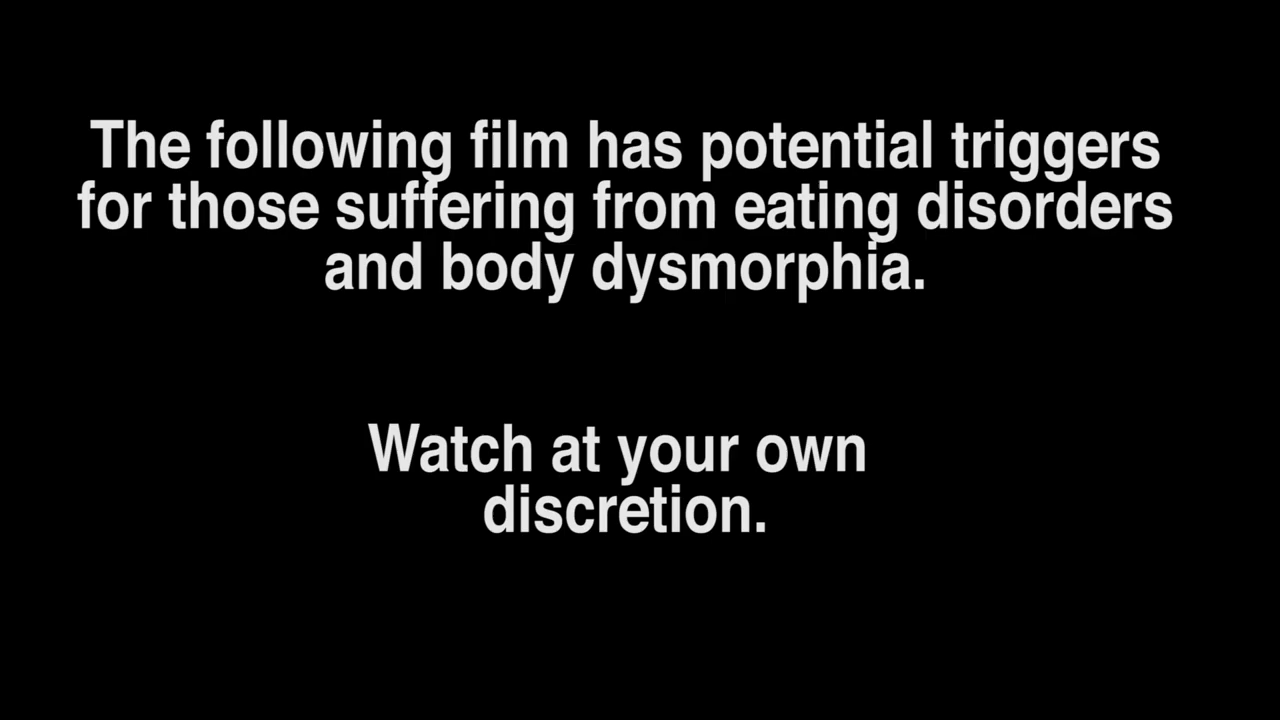 The following film has potential triggers
for those suffering from eating disorders
and body dysmorphia.
Watch at your own
discretion.